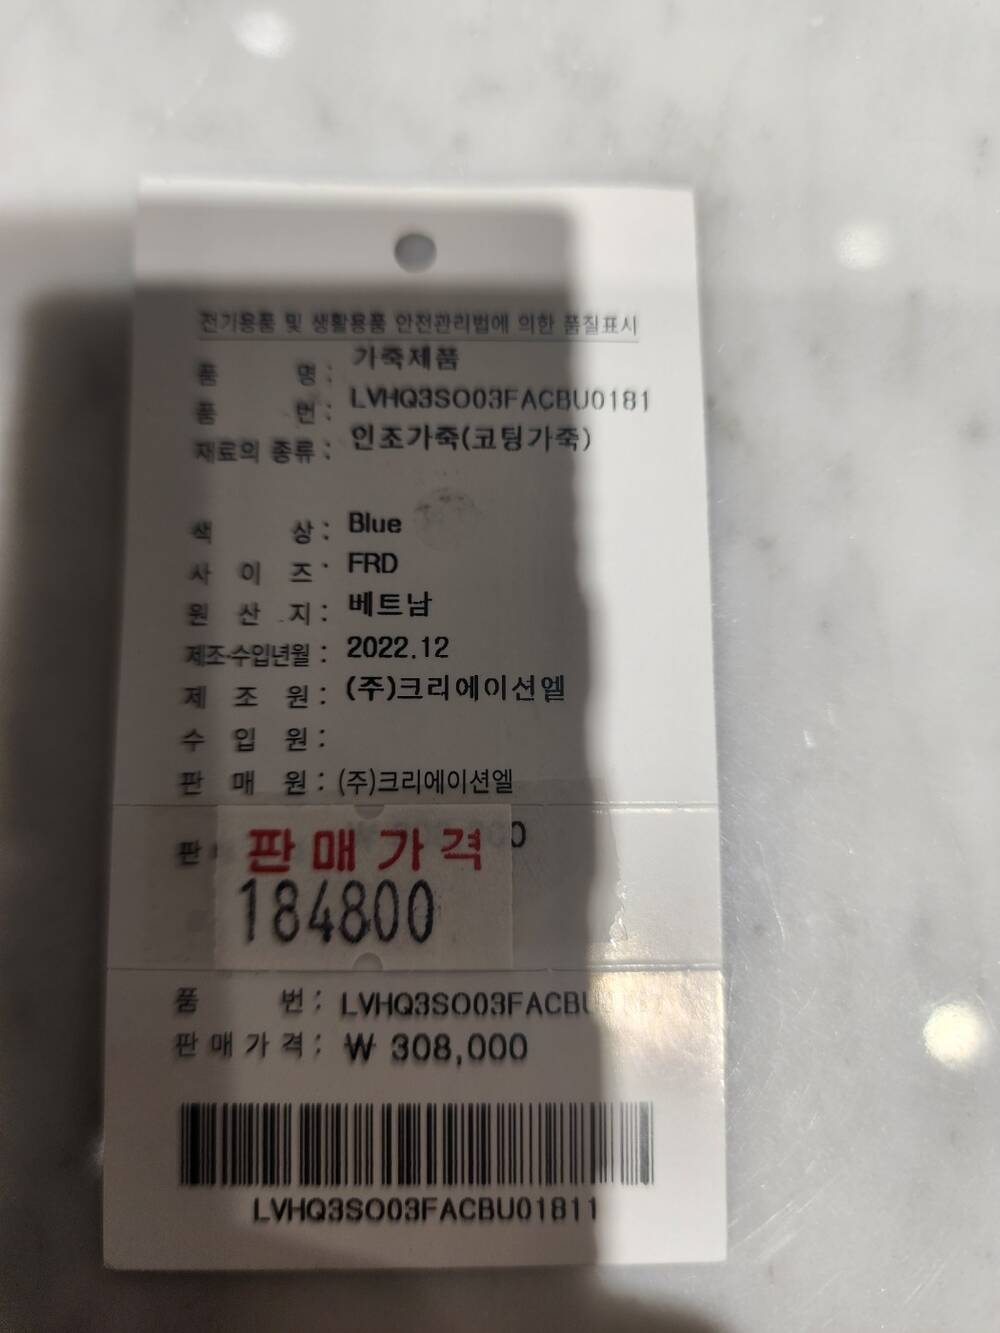 전기용품 및 생활용품 안전관리법에 의한 품질표시
품 명 : 가죽제품
품 번 : LVHQ3SO03FACBU0181
재료의 종류 : 인조가죽(코팅가죽)
색 상 : Blue
사 이 즈 : FRD
원 산 지 : 베트남
제조·수입년월 : 2022.12
제 조 원 : (주)크리에이션엘
수 입 원 :
판 매 원 : (주)크리에이션엘
판
판매가격
184800
품 번 : LVHQ3SO03FACBU0181
판 매 가 격 : ₩ 308,000
LVHQ3SO03FACBU01811